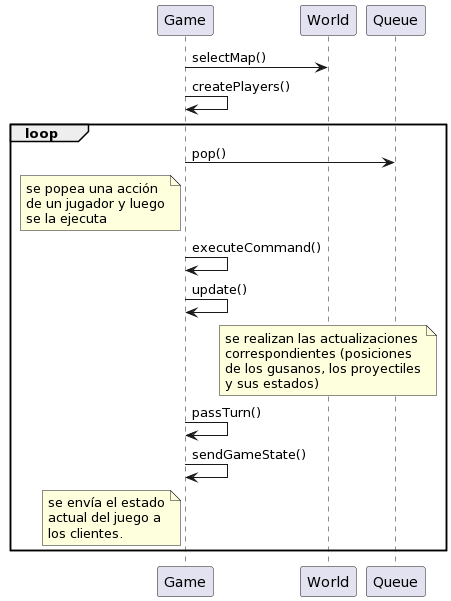 Game World Queue
selectMap()
createPlayers()
loop
pop()
se popea una acción
de un jugador y luego
se la ejecuta
executeCommand()
update()
se realizan las actualizaciones
correspondientes (posiciones
de los gusanos, los proyectiles
y sus estados)
passTurn()
sendGameState()
se envía el estado
actual del juego a
los clientes.
Game World Queue